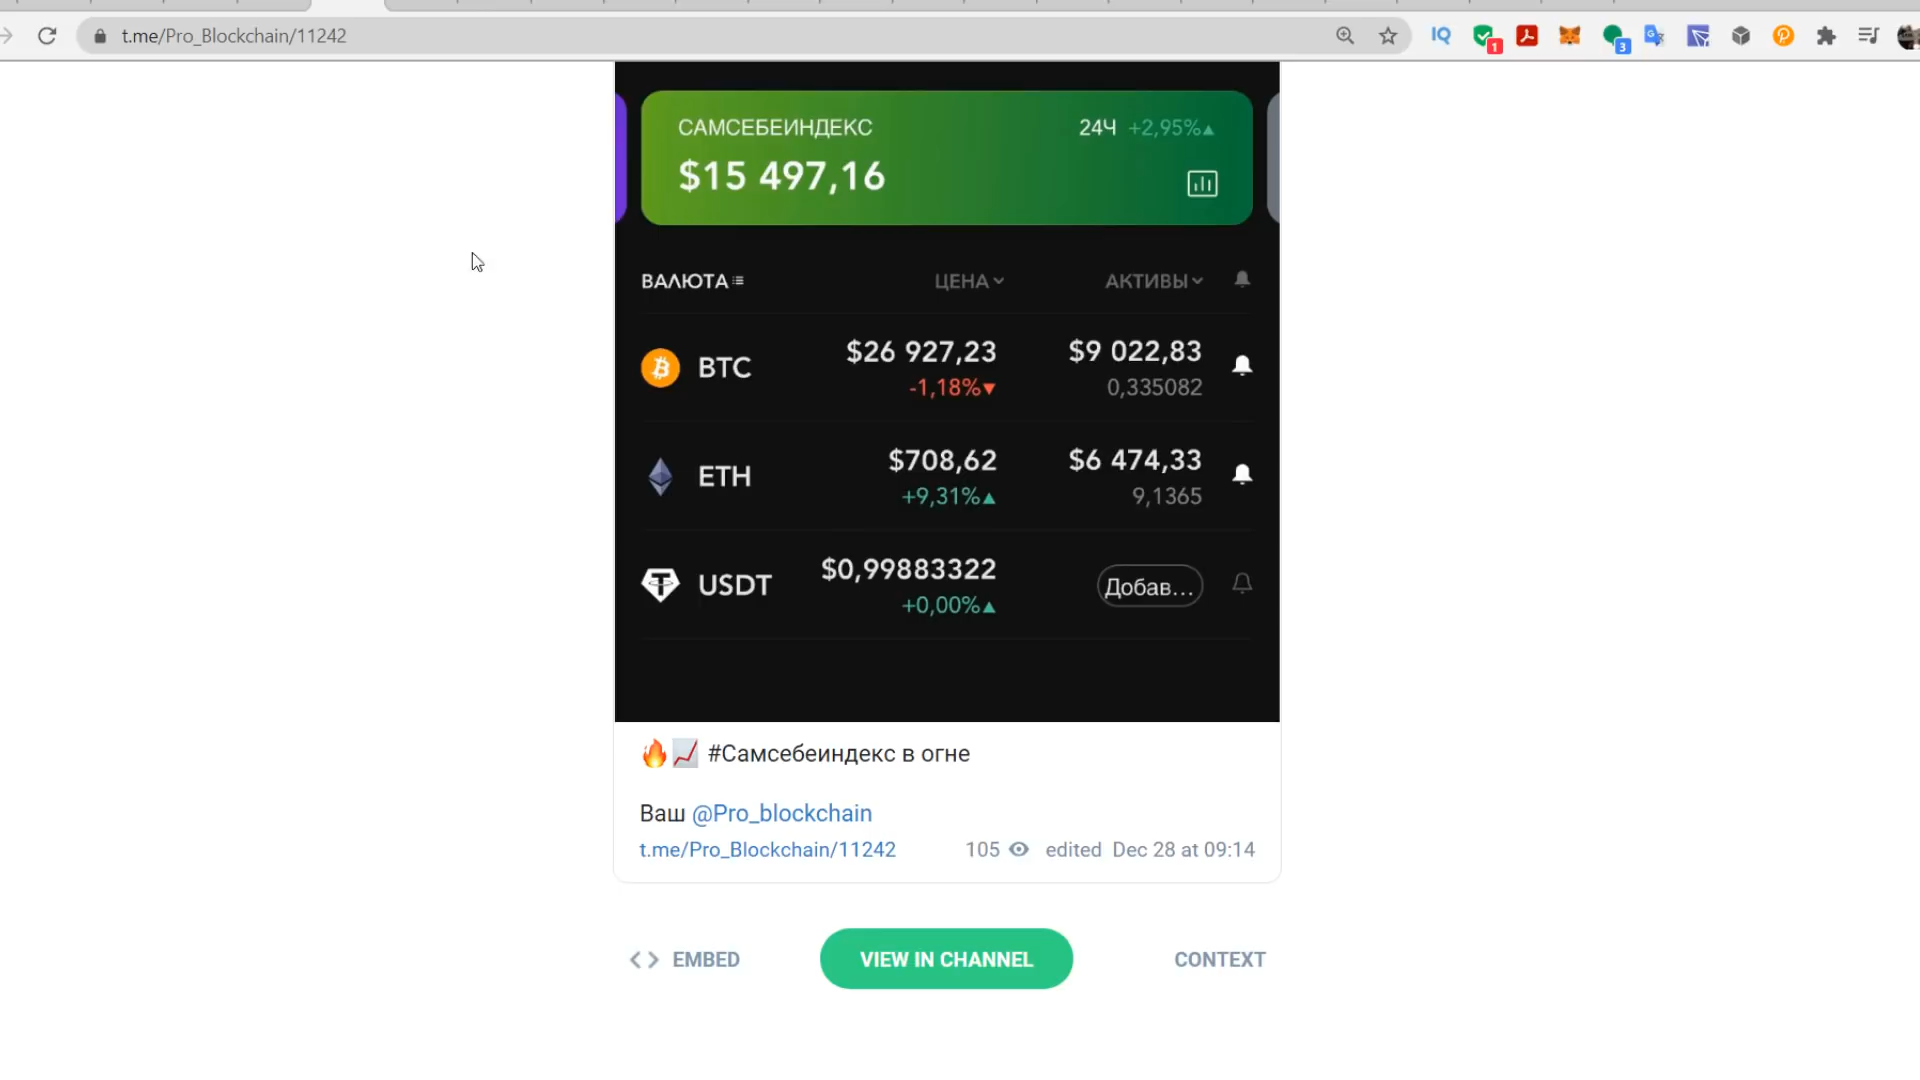 t.me/Pro_Blockchain/11242
IQ
1
3
САМСЕБЕИНДЕКС
24Ч +2,95%▲
$15 497,16
ВАЛЮТА ЦЕНА АКТИВЫ
BTC $26 927,23 $9 022,83
-1,18%▼ 0,335082
ETH $708,62 $6 474,33
+9,31%▲ 9,1365
USDT $0,99883322 Добав...
+0,00%▲
🔥📈 #Самсебеиндекс в огне
Ваш @Pro_blockchain
t.me/Pro_Blockchain/11242 105 edited Dec 28 at 09:14
<> EMBED VIEW IN CHANNEL CONTEXT